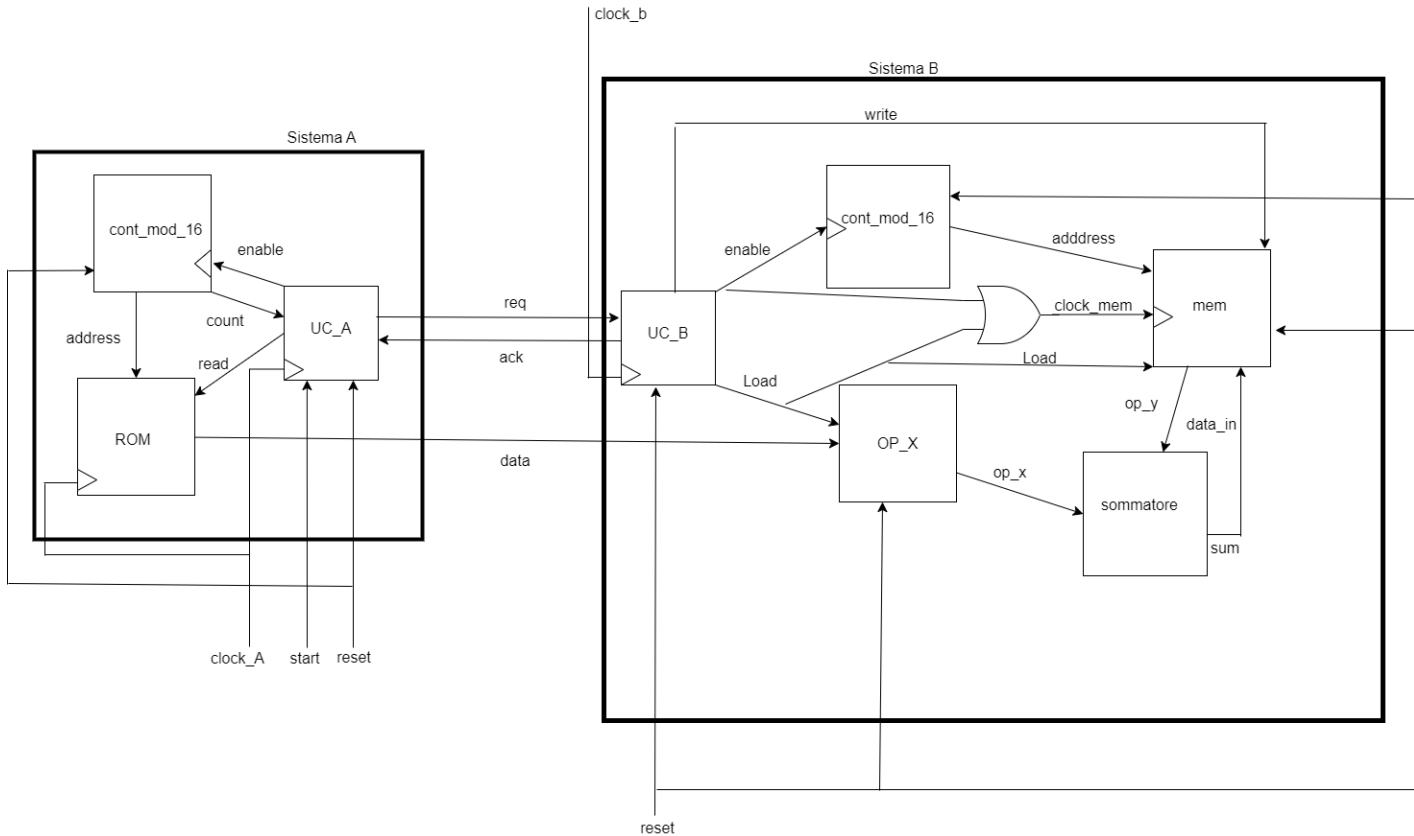 clock_b
Sistema B
write
Sistema A
cont_mod_16
enable
count
address
read
UC_A
ROM
req
ack
data
clock_A
start
reset
UC_B
enable
cont_mod_16
adddress
clock_mem
mem
Load
Load
OP_X
op_x
op_y
data_in
sommatore
sum
reset